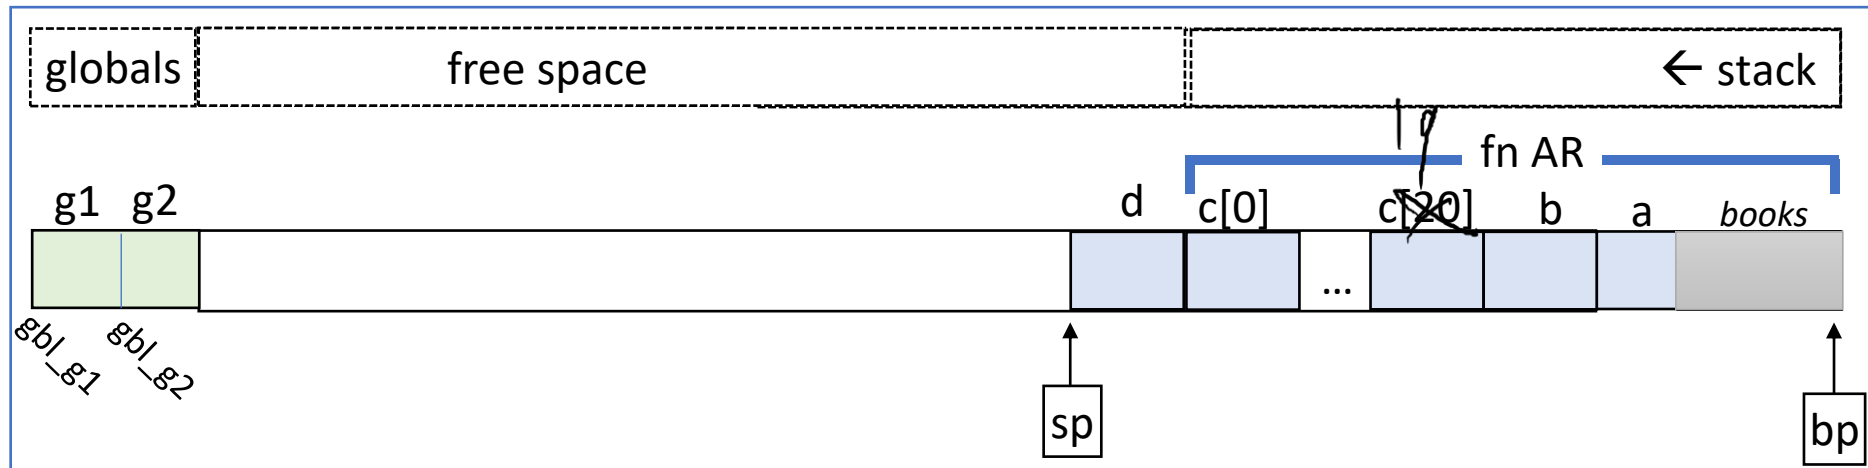 globals free space ← stack
19
fn AR
g1 g2 d c[0] c[20] b a books
...
gbl_g1 gbl_g2
sp bp